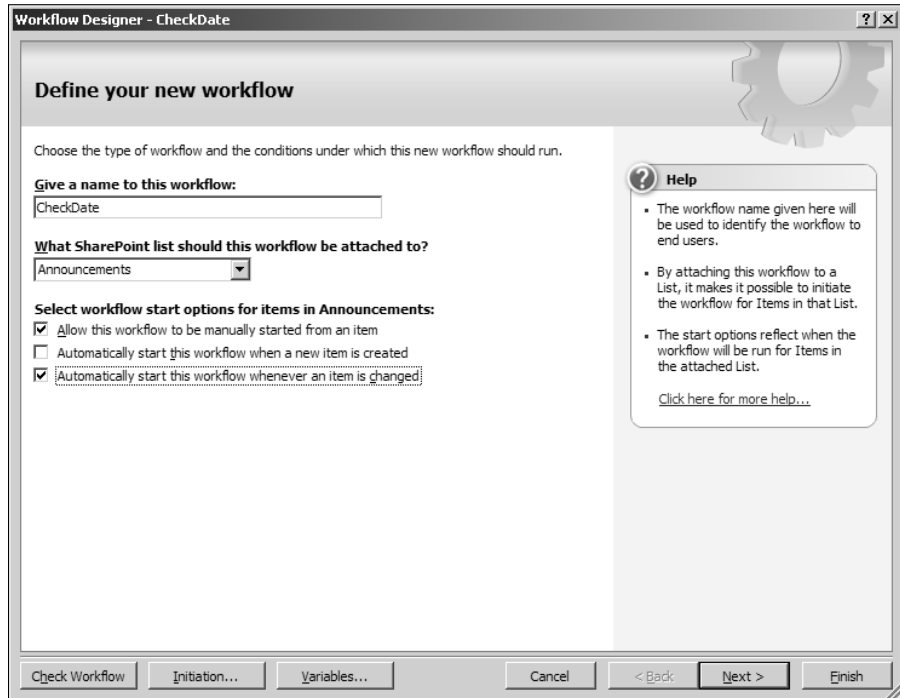 Workflow Designer - CheckDate
Define your new workflow
Choose the type of workflow and the conditions under which this new workflow should run.
Give a name to this workflow:
CheckDate
What SharePoint list should this workflow be attached to?
Announcements
Select workflow start options for items in Announcements:
Allow this workflow to be manually started from an item
Automatically start this workflow when a new item is created
Automatically start this workflow whenever an item is changed
Help
The workflow name given here will
be used to identify the workflow to
end users.
By attaching this workflow to a
List, it makes it possible to initiate
the workflow for Items in that List.
The start options reflect when the
workflow will be run for Items in
the attached List.
Click here for more help...
Check Workflow
Initiation...
Variables...
Cancel
< Back
Next >
Finish